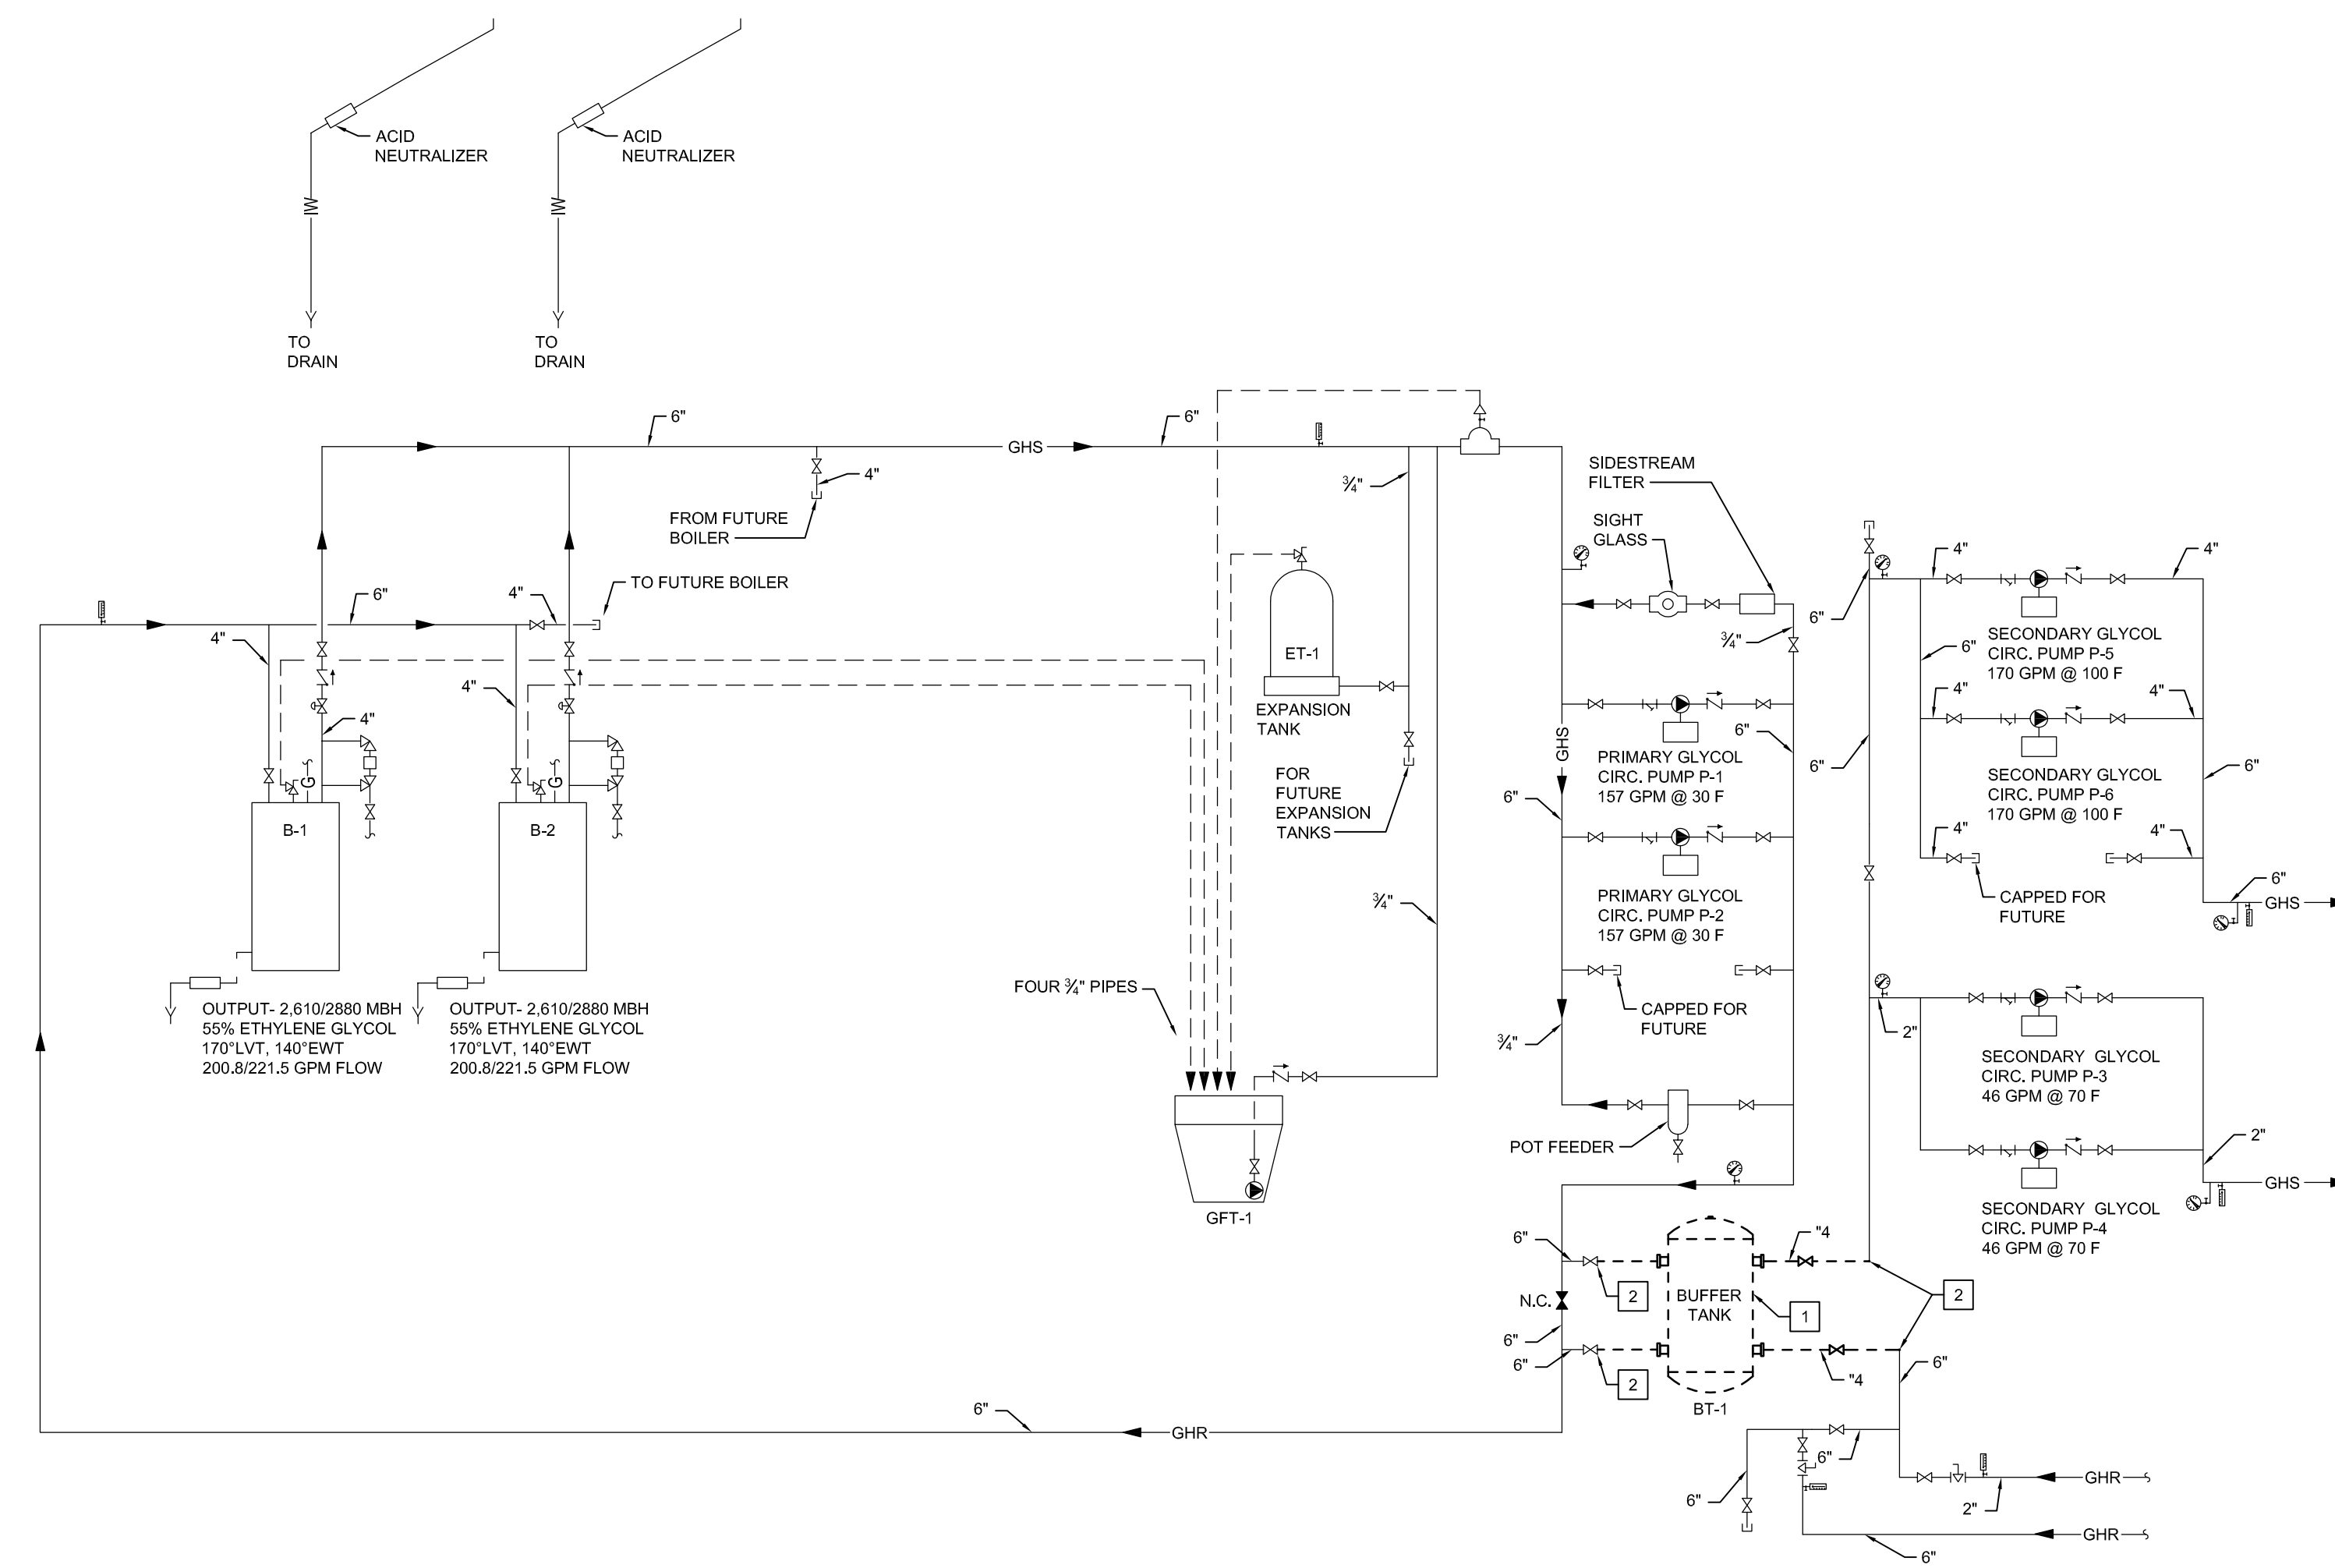 ACID
NEUTRALIZER
ACID
NEUTRALIZER
IW
IW
TO
DRAIN
TO
DRAIN
6"
6"
GHS
4"
FROM FUTURE
BOILER
¾"
SIDESTREAM
FILTER
SIGHT
GLASS
TO FUTURE BOILER
6"
4"
4"
4"
4"
G
G
B-1
B-2
OUTPUT- 2,610/2880 MBH
55% ETHYLENE GLYCOL
170°LVT, 140°EWT
200.8/221.5 GPM FLOW
OUTPUT- 2,610/2880 MBH
55% ETHYLENE GLYCOL
170°LVT, 140°EWT
200.8/221.5 GPM FLOW
ET-1
EXPANSION
TANK
FOR
FUTURE
EXPANSION
TANKS
¾"
FOUR ¾" PIPES
GFT-1
¾"
GHS
6"
PRIMARY GLYCOL
CIRC. PUMP P-1
157 GPM @ 30 F
6"
PRIMARY GLYCOL
CIRC. PUMP P-2
157 GPM @ 30 F
CAPPED FOR
FUTURE
¾"
POT FEEDER
4"
4"
6"
SECONDARY GLYCOL
CIRC. PUMP P-5
170 GPM @ 100 F
6"
4"
4"
6"
SECONDARY GLYCOL
CIRC. PUMP P-6
170 GPM @ 100 F
6"
4"
4"
CAPPED FOR
FUTURE
6"
GHS
2"
SECONDARY GLYCOL
CIRC. PUMP P-3
46 GPM @ 70 F
2"
GHS
SECONDARY GLYCOL
CIRC. PUMP P-4
46 GPM @ 70 F
6"
"4
2
BUFFER
TANK
2
1
N.C.
6"
6"
2
"4
6"
BT-1
6"
GHR
6"
6"
GHR
2"
GHR
6"